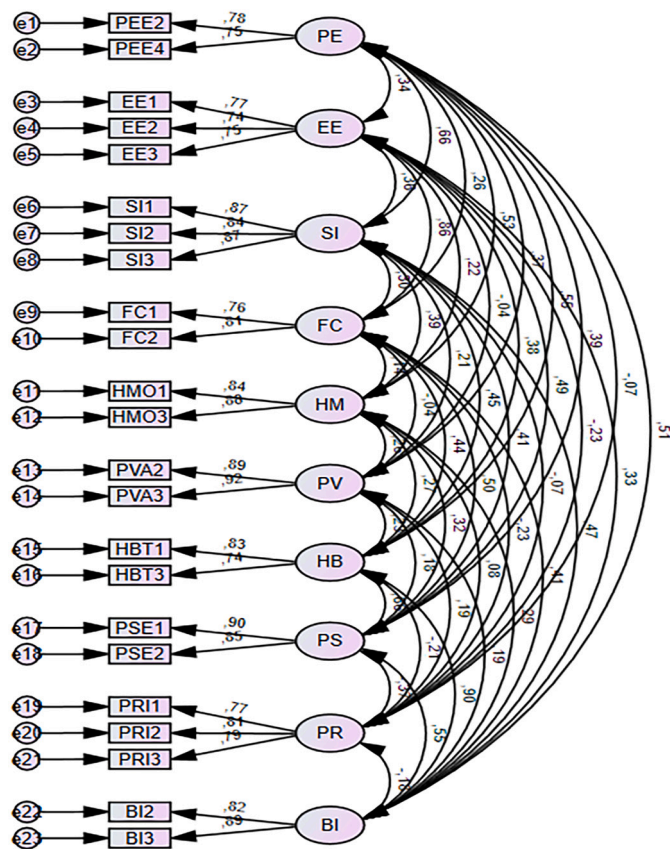 e1 PEE2 ,78 PE
e2 PEE4 ,75
,34
e3 EE1 ,77
e4 EE2 ,74 EE
e5 EE3 ,75
,66
,26
,53
,37
,55
,39
-,07
,51
e6 SI1 ,87
e7 SI2 ,84 SI
e8 SI3 ,87
,86
,22
-,04
,38
,49
-,23
,33
e9 FC1 ,76 FC
e10 FC2 ,81
,39
,21
,45
,41
-,07
,47
e11 HMO1 ,84 HM
e12 HMO3 ,88
-,04
,44
,50
-,23
,41
e13 PVA2 ,89 PV
e14 PVA3 ,92
,27
,32
,08
,29
e15 HBT1 ,83 HB
e16 HBT3 ,74
,18
,19
,19
e17 PSE1 ,90 PS
e18 PSE2 ,85
-,21
,90
e19 PRI1 ,77
e20 PRI2 ,81 PR
e21 PRI3 ,79
,55
-,18
e22 BI2 ,82 BI
e23 BI3 ,89